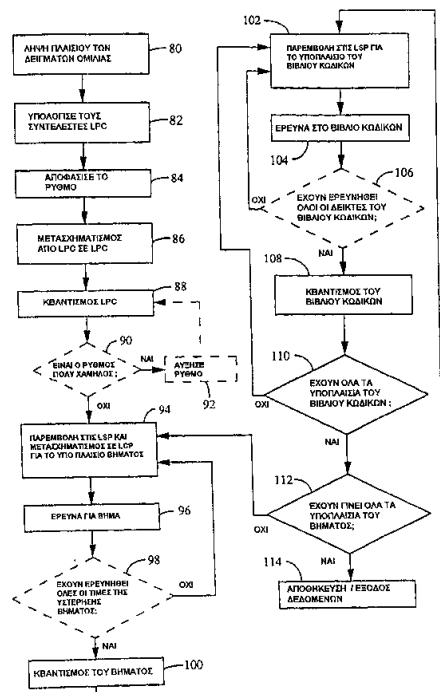 ΛΗΨΗ ΠΛΑΙΣΙΟΥ ΤΩΝ
ΔΕΙΓΜΑΤΩΝ ΟΜΙΛΙΑΣ
80
ΥΠΟΛΟΓΙΣΕ ΤΟΥΣ
ΣΥΝΤΕΛΕΣΤΕΣ LPC
82
ΑΠΟΦΑΣΙΣΕ ΤΟ
ΡΥΘΜΟ
84
ΜΕΤΑΣΧΗΜΑΤΙΣΜΟΣ
ΑΠΟ LPC ΣΕ LPC
86
ΚΒΑΝΤΙΣΜΟΣ LPC
88
90
ΕΙΝΑΙ Ο ΡΥΘΜΟΣ
ΠΟΛΥ ΧΑΜΗΛΟΣ;
ΝΑΙ
ΑΥΞΗΣΕ
ΡΥΘΜΟ
92
ΟΧΙ
94
ΠΑΡΕΜΒΟΛΗ ΣΤΙΣ LSP ΚΑΙ
ΜΕΤΑΣΧΗΜΑΤΙΣΜΟΣ ΣΕ LCP
ΓΙΑ ΤΟ ΥΠΟ ΠΛΑΙΣΙΟ ΒΗΜΑΤΟΣ
ΕΡΕΥΝΑ ΓΙΑ ΒΗΜΑ
96
98
ΕΧΟΥΝ ΕΡΕΥΝΗΘΕΙ
ΟΛΕΣ ΟΙ ΤΙΜΕΣ ΤΗΣ
ΥΣΤΕΡΗΣΗΣ
ΒΗΜΑΤΟΣ;
ΟΧΙ
ΝΑΙ
ΚΒΑΝΤΙΣΜΟΣ ΤΟΥ ΒΗΜΑΤΟΣ
100
102
ΠΑΡΕΜΒΟΛΗ ΣΤΙΣ LSP ΓΙΑ
ΤΟ ΥΠΟΠΛΑΙΣΙΟ ΤΟΥ
ΒΙΒΛΙΟΥ ΚΩΔΙΚΩΝ
ΕΡΕΥΝΑ ΣΤΟ ΒΙΒΛΙΟ ΚΩΔΙΚΩΝ
104
106
ΕΧΟΥΝ ΕΡΕΥΝΗΘΕΙ
ΟΛΟΙ ΟΙ ΔΕΙΚΤΕΣ ΤΟΥ
ΒΙΒΛΙΟΥ ΚΩΔΙΚΩΝ;
ΟΧΙ
ΝΑΙ
108
ΚΒΑΝΤΙΣΜΟΣ ΤΟΥ
ΒΙΒΛΙΟΥ ΚΩΔΙΚΩΝ
110
ΕΧΟΥΝ ΟΛΑ ΤΑ
ΥΠΟΠΛΑΙΣΙΑ ΤΟΥ
ΒΙΒΛΙΟΥ ΚΩΔΙΚΩΝ ;
ΟΧΙ
ΝΑΙ
112
ΕΧΟΥΝ ΓΙΝΕΙ ΟΛΑ ΤΑ
ΥΠΟΠΛΑΙΣΙΑ ΤΟΥ
ΒΗΜΑΤΟΣ;
ΟΧΙ
ΝΑΙ
114
ΑΠΟΘΗΚΕΥΣΗ / ΕΞΟΔΟΣ
ΔΕΔΟΜΕΝΩΝ